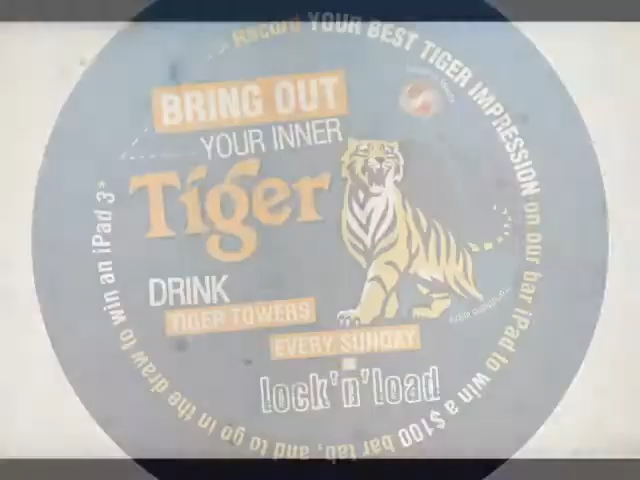 Record YOUR BEST TIGER IMPRESSION on our bar iPad to win a $100 bar tab, and to go in the draw to win an iPad 3*
BRING OUT
YOUR INNER
Tiger
DRINK
TIGER TOWERS
EVERY SUNDAY
lock'n'load